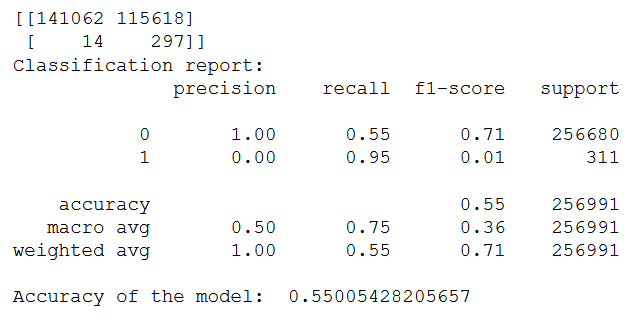 [[141062 115618]
[ 14 297]]
Classification report:
precision recall f1-score support
0 1.00 0.55 0.71 256680
1 0.00 0.95 0.01 311
accuracy 0.55 256991
macro avg 0.50 0.75 0.36 256991
weighted avg 1.00 0.55 0.71 256991
Accuracy of the model: 0.55005428205657